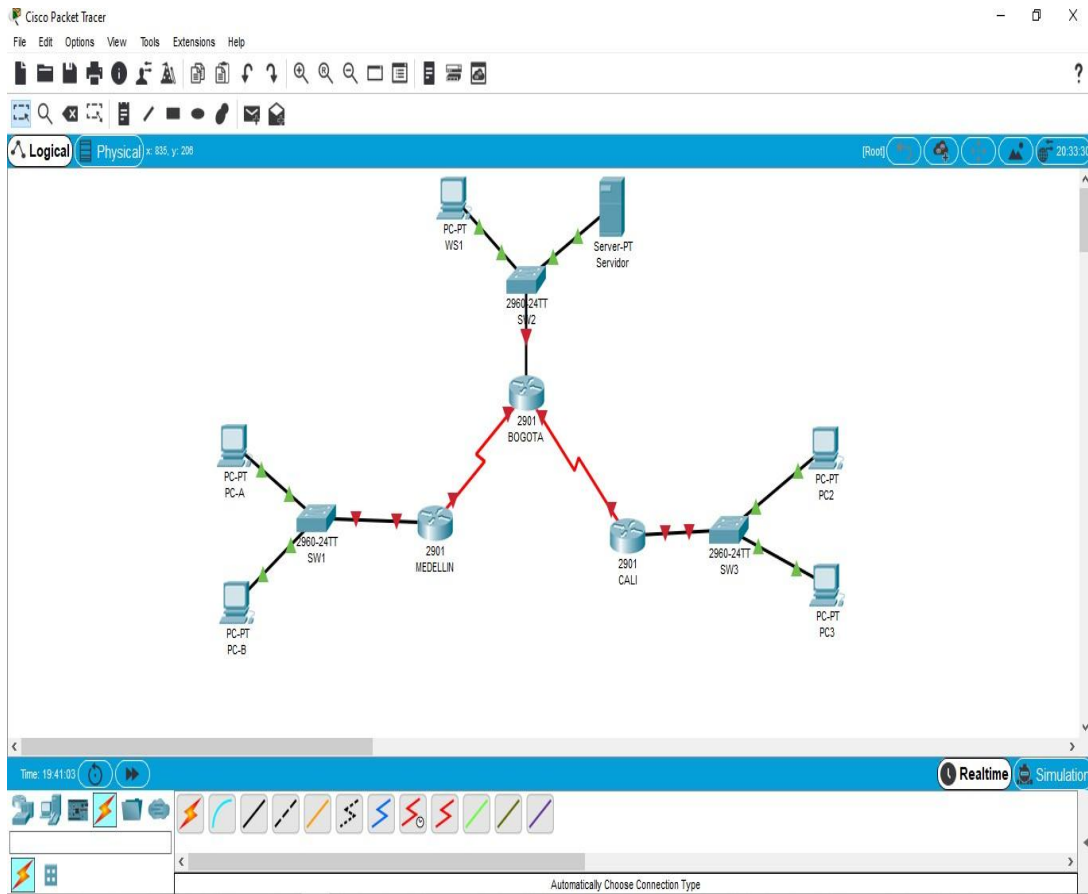 Cisco Packet Tracer
File Edit Options View Tools Extensions Help
?
Logical Physical x: 835, y: 206 [Root] 20:33:30
PC-PT
WS1
Server-PT
Servidor
2960-24TT
SW2
2901
BOGOTA
PC-PT
PC-A
PC-PT
PC2
2960-24TT
SW1
2901
MEDELLIN
2901
CALI
2960-24TT
SW3
PC-PT
PC-B
PC-PT
PC3
Time: 19:41:03 Realtime Simulation
Automatically Choose Connection Type